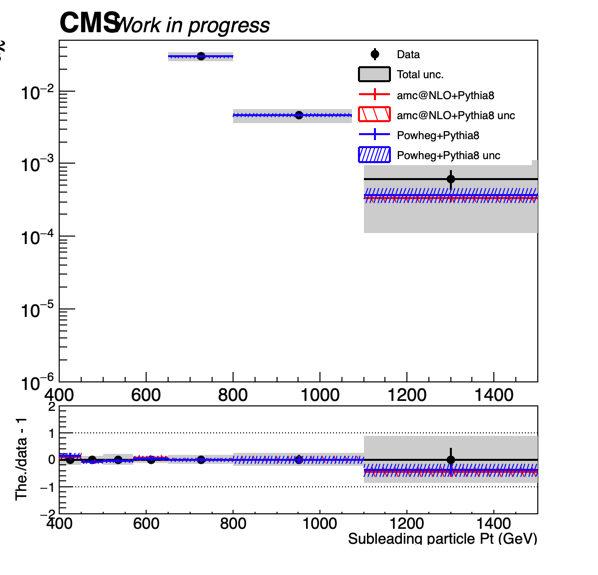 CMS Work in progress
Data
Total unc.
amc@NLO+Pythia8
amc@NLO+Pythia8 unc
Powheg+Pythia8
Powheg+Pythia8 unc
10⁻²
10⁻³
10⁻⁴
10⁻⁵
10⁻⁶
400 600 800 1000 1200 1400
The./data - 1
2
1
0
−1
−2
400 600 800 1000 1200 1400
Subleading particle Pt (GeV)